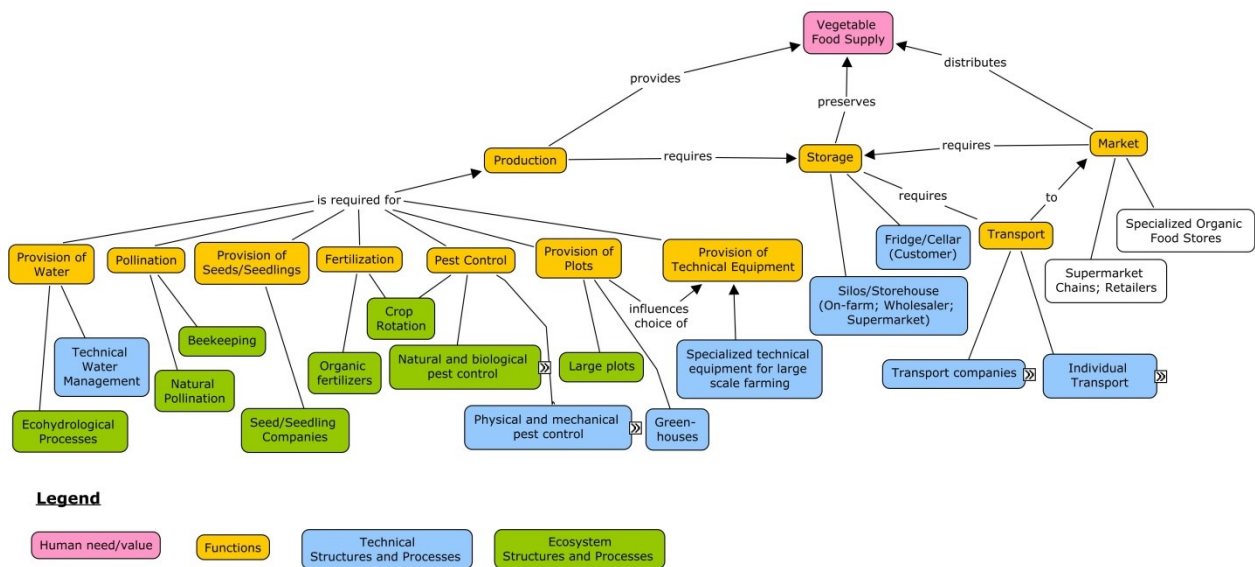 Vegetable
Food Supply
provides
distributes
preserves
Production
requires
Storage
requires
Market
is required for
requires
to
Provision of
Water
Pollination
Provision of
Seeds/Seedlings
Fertilization
Pest Control
Provision of
Plots
Provision of
Technical Equipment
Fridge/Cellar
(Customer)
Transport
Specialized Organic
Food Stores
Supermarket
Chains; Retailers
Silos/Storehouse
(On-farm; Wholesaler;
Supermarket)
influences
choice of
Crop
Rotation
Beekeeping
Technical
Water
Management
Natural
Pollination
Organic
fertilizers
Natural and biological
pest control
Large plots
Specialized technical
equipment for large
scale farming
Transport companies
Individual
Transport
Ecohydrological
Processes
Seed/Seedling
Companies
Physical and mechanical
pest control
Green-
houses
Legend
Human need/value
Functions
Technical
Structures and Processes
Ecosystem
Structures and Processes